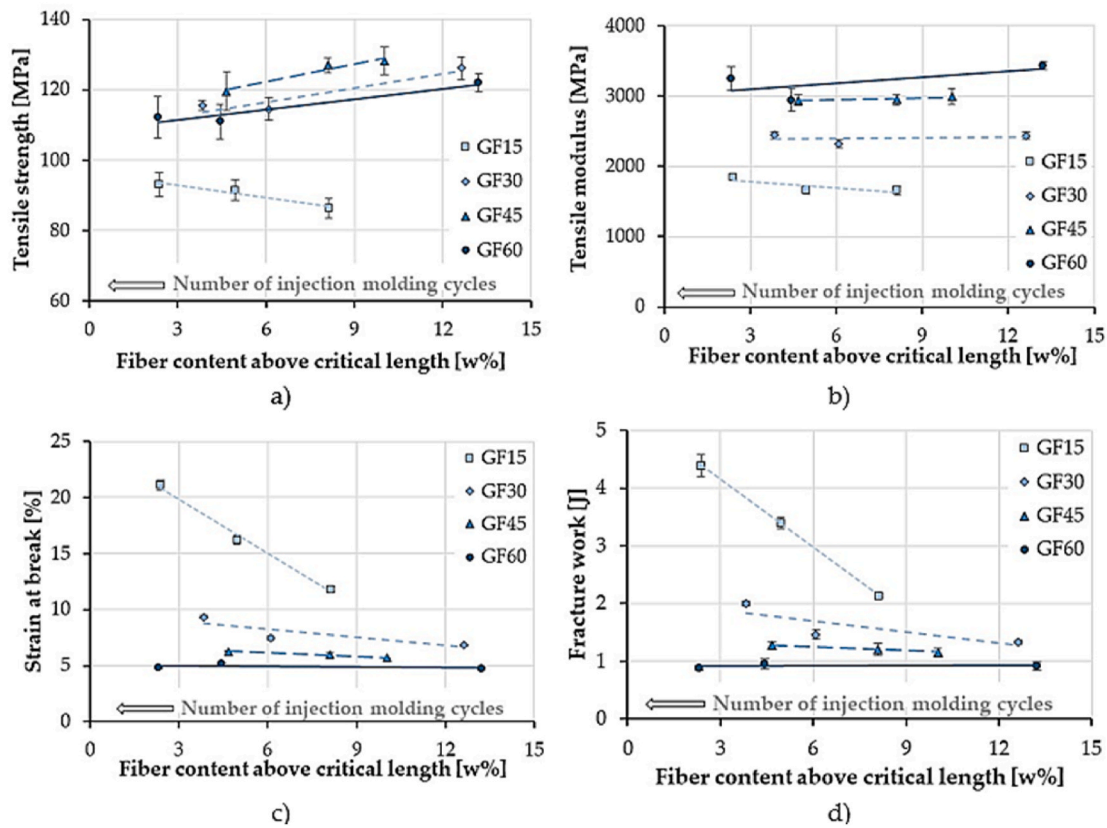 Tensile strength [MPa]
140
120
100
80
60
GF15
GF30
GF45
GF60
Number of injection molding cycles
0 3 6 9 12 15
Fiber content above critical length [w%]
a)
Tensile modulus [MPa]
4000
3000
2000
1000
0
GF15
GF30
GF45
GF60
Number of injection molding cycles
0 3 6 9 12 15
Fiber content above critical length [w%]
b)
Strain at break [%]
25
20
15
10
5
0
GF15
GF30
GF45
GF60
Number of injection molding cycles
0 3 6 9 12 15
Fiber content above critical length [w%]
c)
Fracture work [J]
5
4
3
2
1
0
GF15
GF30
GF45
GF60
Number of injection molding cycles
0 3 6 9 12 15
Fiber content above critical length [w%]
d)